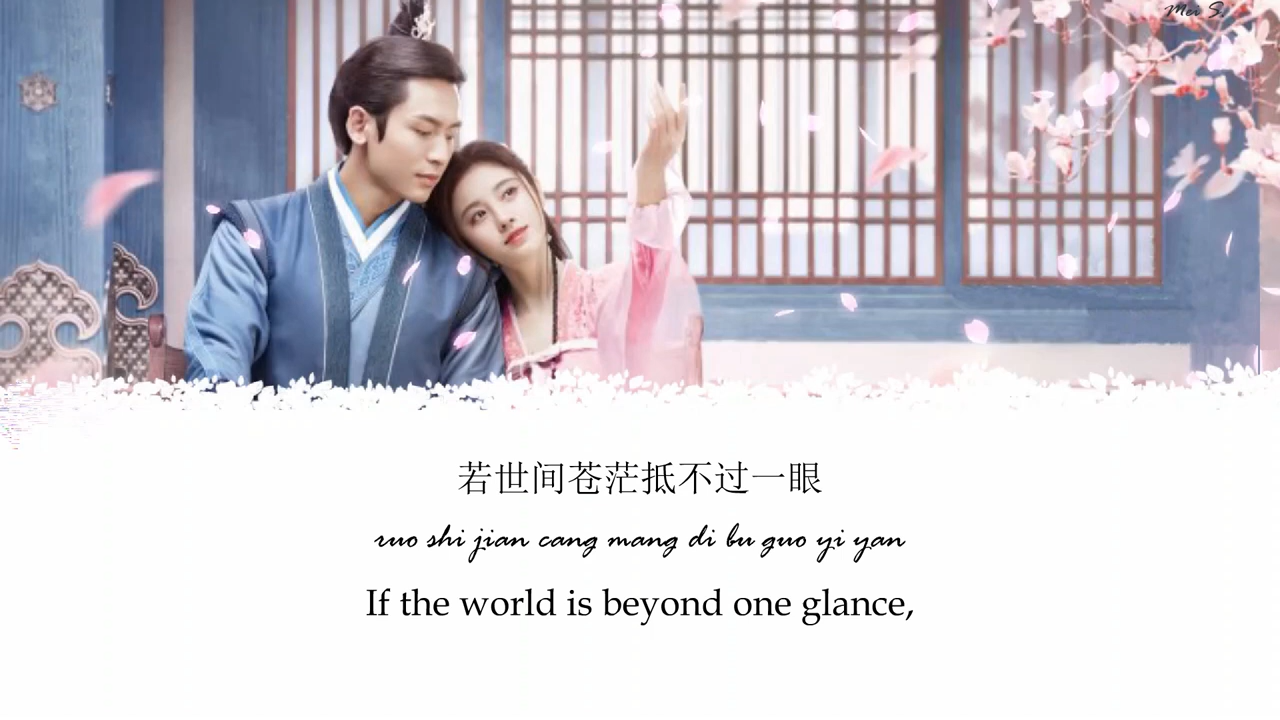 Mei S.
若世间苍茫抵不过一眼
ruo shi jian cang mang di bu guo yi yan
If the world is beyond one glance,